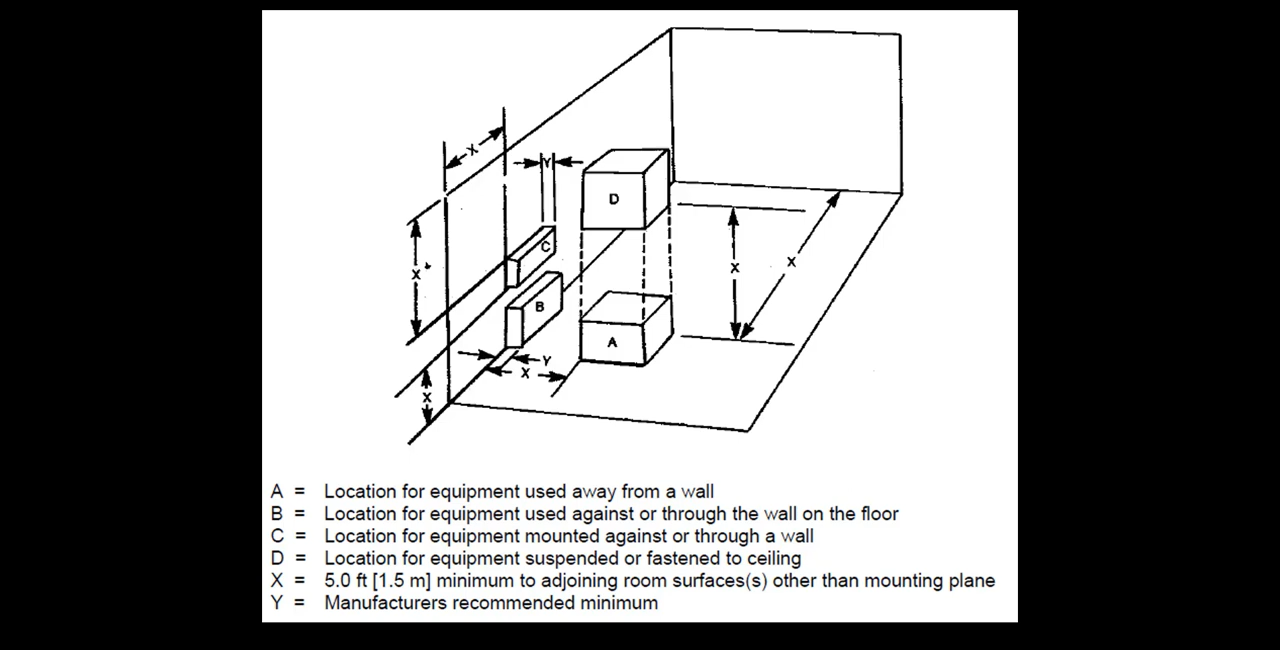 X
Y
D
C
X
X
X
B
A
Y
X
X
A = Location for equipment used away from a wall
B = Location for equipment used against or through the wall on the floor
C = Location for equipment mounted against or through a wall
D = Location for equipment suspended or fastened to ceiling
X = 5.0 ft [1.5 m] minimum to adjoining room surfaces(s) other than mounting plane
Y = Manufacturers recommended minimum